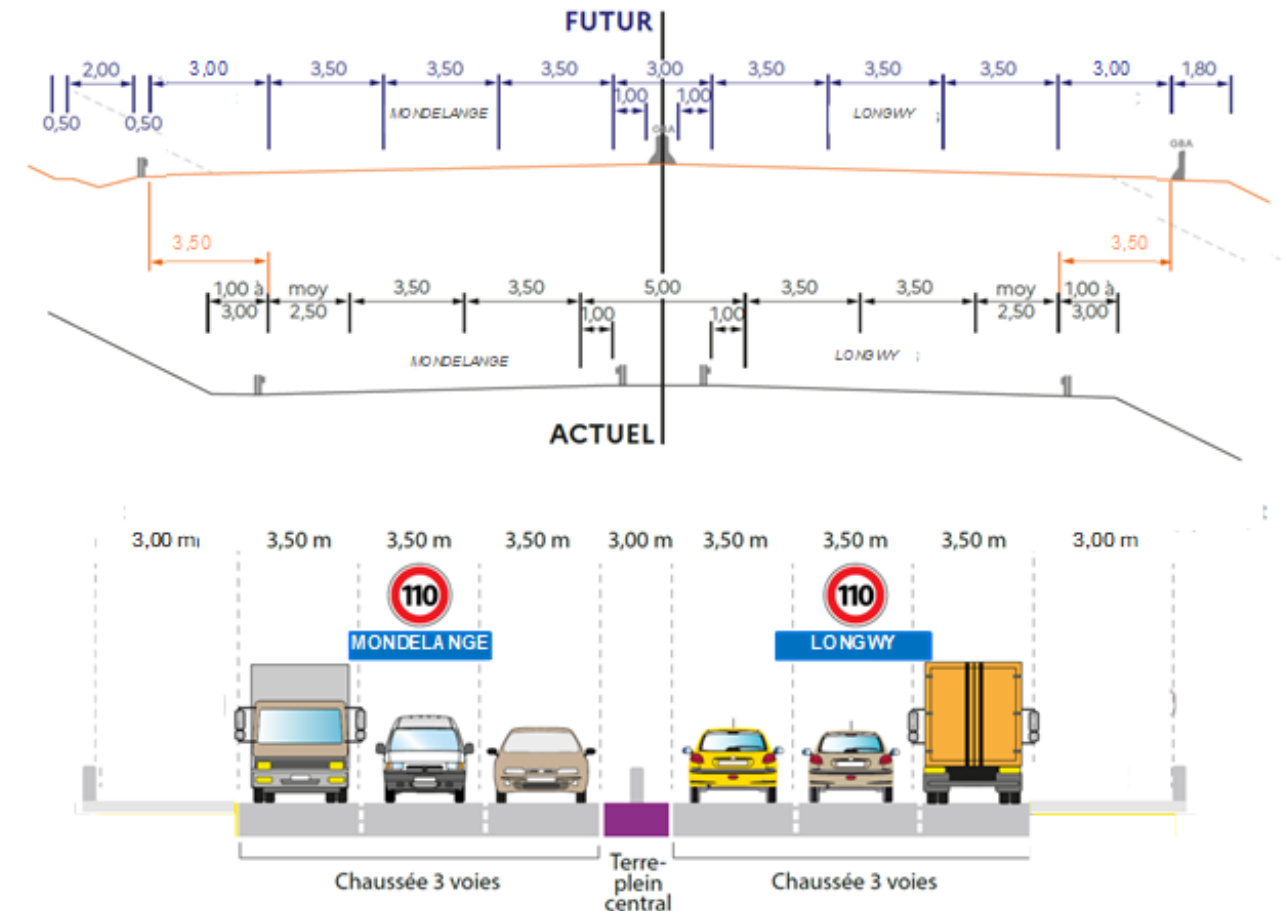 FUTUR
2,00 3,00 3,50 3,50 3,50 3,00 3,50 3,50 3,50 3,00 1,80
0,50 0,50 MONDELANGE 1,00 1,00 LONGWY
GBA GBA
3,50 3,50
1,00 à moy 3,50 3,50 5,00 3,50 3,50 moy 1,00 à
3,00 2,50 1,00 1,00 2,50 3,00
MONDELANGE LONGWY
ACTUEL
3,00 m 3,50 m 3,50 m 3,50 m 3,00 m 3,50 m 3,50 m 3,50 m 3,00 m
110 110
MONDELANGE LONGWY
Chaussée 3 voies Terre- Chaussée 3 voies
plein
central